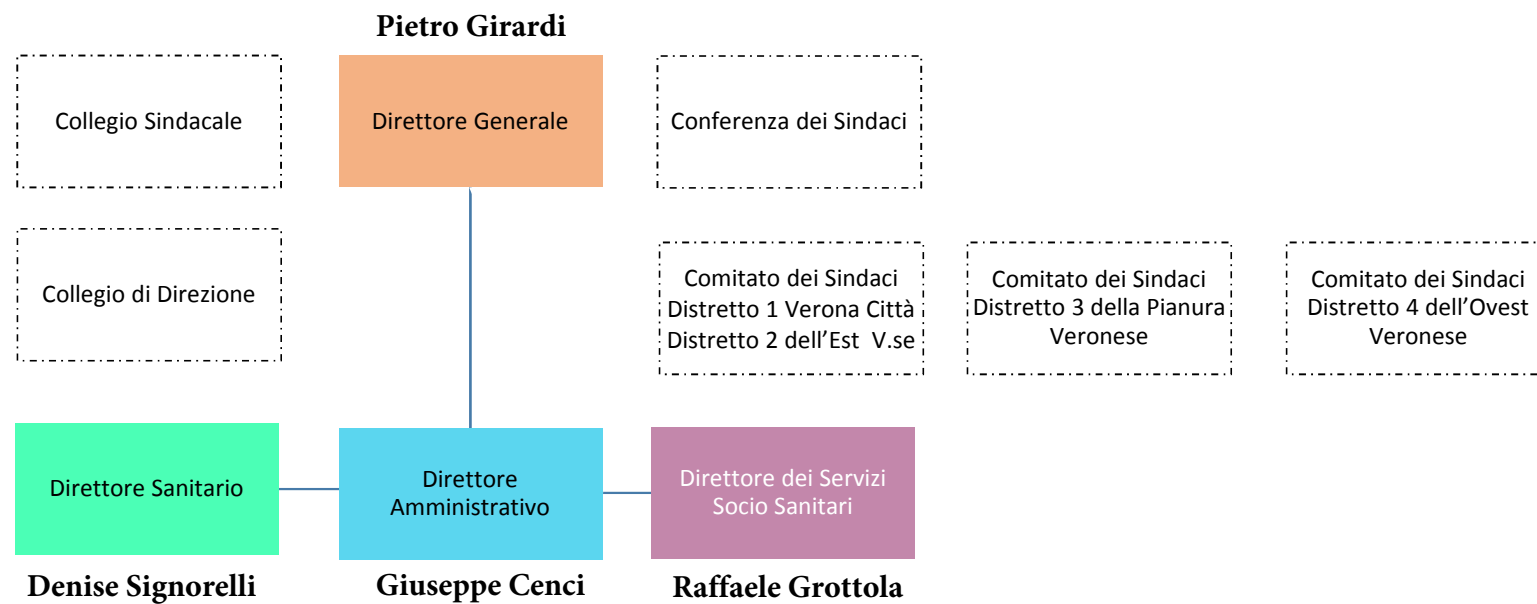 Pietro Girardi
Collegio Sindacale
Direttore Generale
Conferenza dei Sindaci
Collegio di Direzione
Comitato dei Sindaci
Distretto 1 Verona Città
Distretto 2 dell’Est V.se
Comitato dei Sindaci
Distretto 3 della Pianura
Veronese
Comitato dei Sindaci
Distretto 4 dell’Ovest
Veronese
Direttore Sanitario
Direttore
Amministrativo
Direttore dei Servizi
Socio Sanitari
Denise Signorelli
Giuseppe Cenci
Raffaele Grottola